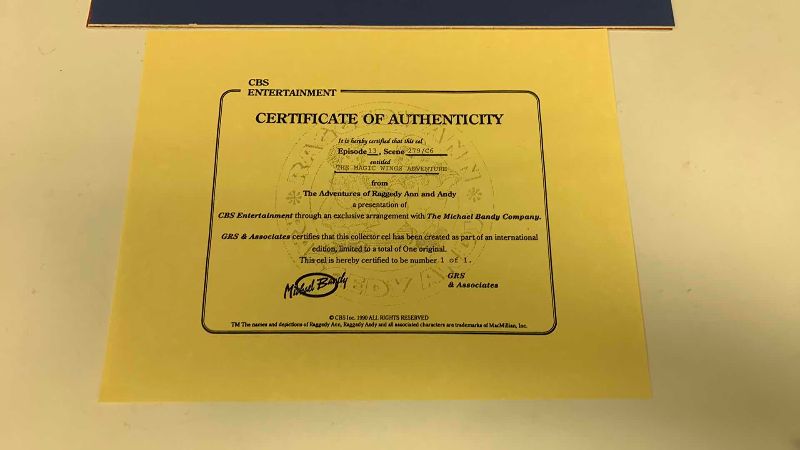 CBS
ENTERTAINMENT
CERTIFICATE OF AUTHENTICITY
It is hereby certified that this cel
Episode 13, Scene 279/C6
entitled
THE MAGIC WINGS ADVENTURE
from
The Adventures of Raggedy Ann and Andy
a presentation of
CBS Entertainment through an exclusive arrangement with The Michael Bandy Company.
GRS & Associates certifies that this collector cel has been created as part of an international
edition, limited to a total of One original.
This cel is hereby certified to be number 1 of 1.
Michael Bandy
GRS
& Associates
© CBS Inc. 1990 ALL RIGHTS RESERVED
TM The names and depictions of Raggedy Ann, Raggedy Andy and all associated characters are trademarks of MacMillian, Inc.